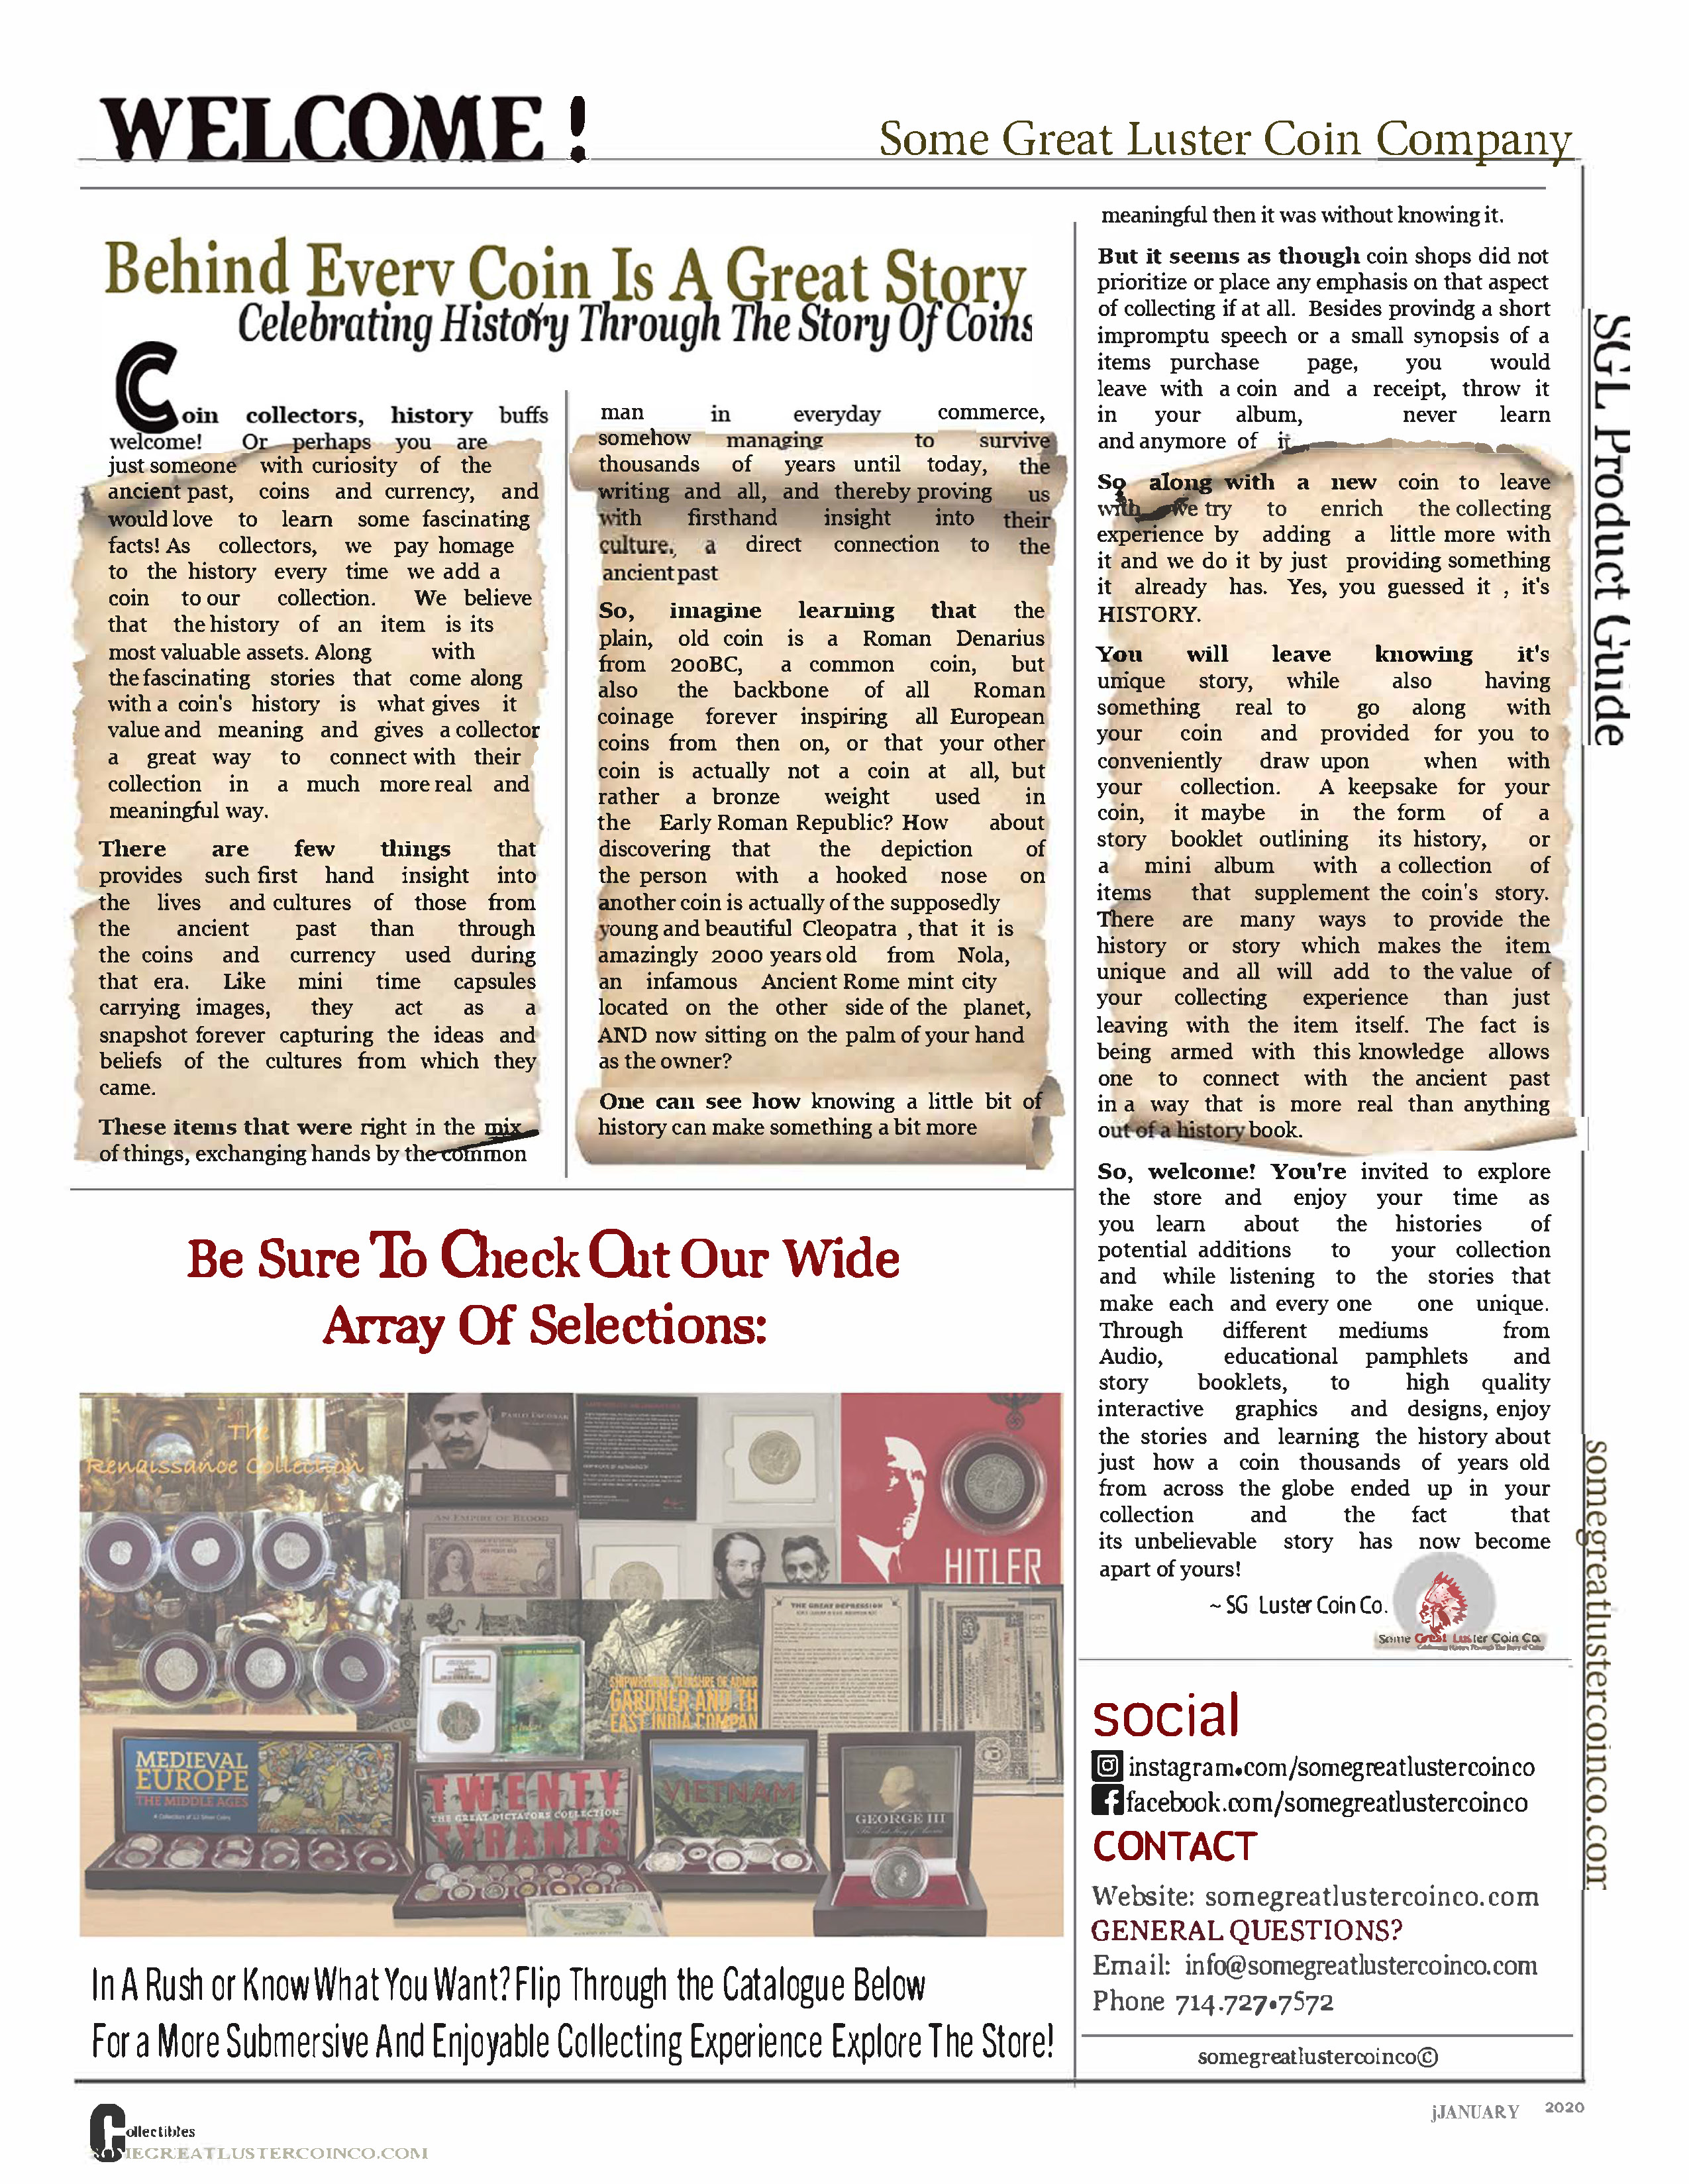 WELCOME !
Some Great Luster Coin Company
Behind Every Coin Is A Great Story
Celebrating History Through The Story Of Coins
Coin collectors, history buffs
welcome! Or perhaps you are
just someone with curiosity of the
ancient past, coins and currency, and
would love to learn some fascinating
facts! As collectors, we pay homage
to the history every time we add a
coin to our collection. We believe
that the history of an item is its
most valuable assets. Along with
the fascinating stories that come along
with a coin's history is what gives it
value and meaning and gives a collector
a great way to connect with their
collection in a much more real and
meaningful way.
There are few things that
provides such first hand insight into
the lives and cultures of those from
the ancient past than through
the coins and currency used during
that era. Like mini time capsules
carrying images, they act as a
snapshot forever capturing the ideas and
beliefs of the cultures from which they
came.
These items that were right in the mix
of things, exchanging hands by the common
man in everyday commerce,
somehow managing to survive
thousands of years until today, the
writing and all, and thereby proving us
with firsthand insight into their
culture, a direct connection to the
ancient past
So, imagine learning that the
plain, old coin is a Roman Denarius
from 200BC, a common coin, but
also the backbone of all Roman
coinage forever inspiring all European
coins from then on, or that your other
coin is actually not a coin at all, but
rather a bronze weight used in
the Early Roman Republic? How about
discovering that the depiction of
the person with a hooked nose on
another coin is actually of the supposedly
young and beautiful Cleopatra , that it is
amazingly 2000 years old from Nola,
an infamous Ancient Rome mint city
located on the other side of the planet,
AND now sitting on the palm of your hand
as the owner?
One can see how knowing a little bit of
history can make something a bit more
meaningful then it was without knowing it.
But it seems as though coin shops did not
prioritize or place any emphasis on that aspect
of collecting if at all. Besides provindg a short
impromptu speech or a small synopsis of a
items purchase page, you would
leave with a coin and a receipt, throw it
in your album, never learn
and anymore of it
So along with a new coin to leave
with we try to enrich the collecting
experience by adding a little more with
it and we do it by just providing something
it already has. Yes, you guessed it , it's
HISTORY.
You will leave knowing it's
unique story, while also having
something real to go along with
your coin and provided for you to
conveniently draw upon when with
your collection. A keepsake for your
coin, it maybe in the form of a
story booklet outlining its history, or
a mini album with a collection of
items that supplement the coin's story.
There are many ways to provide the
history or story which makes the item
unique and all will add to the value of
your collecting experience than just
leaving with the item itself. The fact is
being armed with this knowledge allows
one to connect with the ancient past
in a way that is more real than anything
out of a history book.
So, welcome! You're invited to explore
the store and enjoy your time as
you learn about the histories of
potential additions to your collection
and while listening to the stories that
make each and every one one unique.
Through different mediums from
Audio, educational pamphlets and
story booklets, to high quality
interactive graphics and designs, enjoy
the stories and learning the history about
just how a coin thousands of years old
from across the globe ended up in your
collection and the fact that
its unbelievable story has now become
apart of yours!
~ SG Luster Coin Co.
Some Great Luster Coin Co.
SGL Product Guide
somegreatlustercoinco.com
Be Sure To Check Out Our Wide
Array Of Selections:
The
Renaissance Collection
PABLO ESCOBAR
AN EMPIRE OF BLOOD
HITLER
THE GREAT DEPRESSION
SHIPWRECK TREASURE OF ADMIR
GARDNER AND TH
EAST INDIA COMPAN
MEDIEVAL
EUROPE
THE MIDDLE AGES
A Collection of 12 Silver Coins
TWENTY
THE GREAT DICTATORS COLLECTION
TYRANTS
VIETNAM
GEORGE III
In A Rush or Know What You Want? Flip Through the Catalogue Below
For a More Submersive And Enjoyable Collecting Experience Explore The Store!
social
instagram.com/somegreatlustercoinco
facebook.com/somegreatlustercoinco
CONTACT
Website: somegreatlustercoinco.com
GENERAL QUESTIONS?
Email: info@somegreatlustercoinco.com
Phone 714.727.7572
somegreatlustercoinco©
Collectibles
SOMEGREATLUSTERCOINCO.COM
jJANUARY 2020